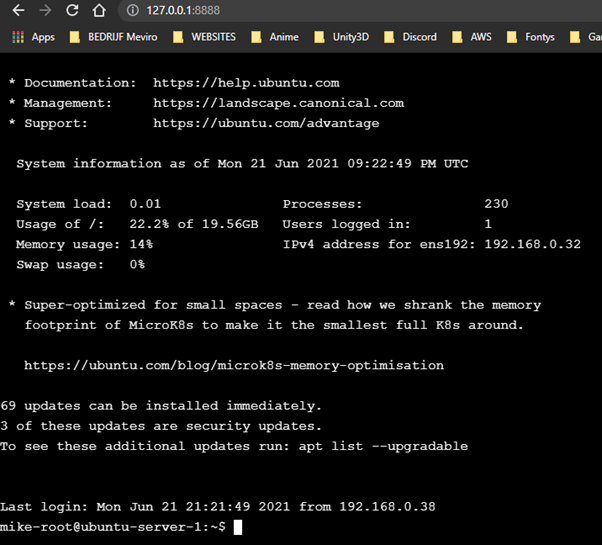 127.0.0.1:8888
Apps BEDRIJF Meviro WEBSITES Anime Unity3D Discord AWS Fontys
* Documentation: https://help.ubuntu.com
* Management: https://landscape.canonical.com
* Support: https://ubuntu.com/advantage
System information as of Mon 21 Jun 2021 09:22:49 PM UTC
System load: 0.01 Processes: 230
Usage of /: 22.2% of 19.56GB Users logged in: 1
Memory usage: 14% IPv4 address for ens192: 192.168.0.32
Swap usage: 0%
* Super-optimized for small spaces - read how we shrank the memory
footprint of MicroK8s to make it the smallest full K8s around.
https://ubuntu.com/blog/microk8s-memory-optimisation
69 updates can be installed immediately.
3 of these updates are security updates.
To see these additional updates run: apt list --upgradable
Last login: Mon Jun 21 21:21:49 2021 from 192.168.0.38
mike-root@ubuntu-server-1:~$